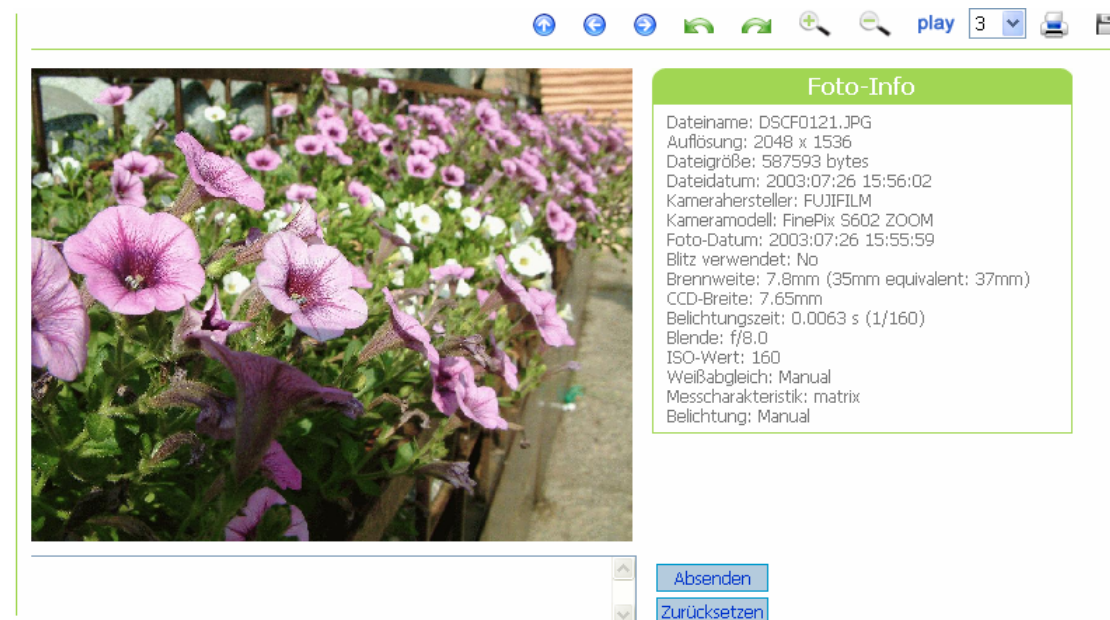 play 3
Foto-Info
Dateiname: DSCF0121.JPG
Auflösung: 2048 x 1536
Dateigröße: 587593 bytes
Dateidatum: 2003:07:26 15:56:02
Kamerahersteller: FUJIFILM
Kameramodell: FinePix S602 ZOOM
Foto-Datum: 2003:07:26 15:55:59
Blitz verwendet: No
Brennweite: 7.8mm (35mm equivalent: 37mm)
CCD-Breite: 7.65mm
Belichtungszeit: 0.0063 s (1/160)
Blende: f/8.0
ISO-Wert: 160
Weißabgleich: Manual
Messcharakteristik: matrix
Belichtung: Manual
Absenden
Zurücksetzen